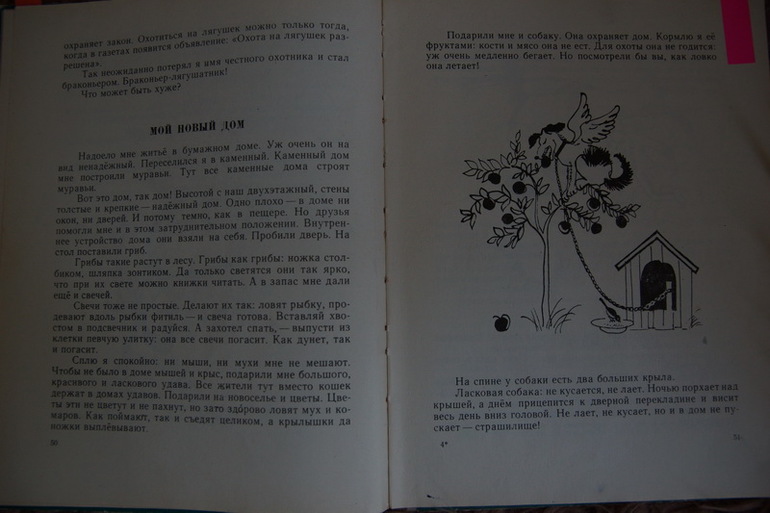 охраняет закон. Охотяться на лягушек можно только тогда,
когда в газетах появится объявление: «Охота на лягушек раз-
решена».
Так неожиданно потерял я имя честного охотника и стал
браконьером. Браконьер-лягушатник!
Что может быть хуже?
МОЙ НОВЫЙ ДОМ
Надоело мне житьё в бумажном доме. Уж очень он на
вид ненадёжный. Переселился я в каменный. Каменный дом
мне построили муравьи. Тут все каменные дома строят
муравьи.
Вот это дом, так дом! Высотой с наш двухэтажный, стены
толстые и крепкие — надёжный дом. Одно плохо — в доме ни
окон, ни дверей. И потому темно, как в пещере. Но друзья
помогли мне и в этом затруднительном положении. Внутрен-
нее устройство дома они взяли на себя. Пробили дверь. На
стол поставили гриб.
Грибы такие растут в лесу. Грибы как грибы: ножка стол-
биком, шляпка зонтиком. Да только светятся они так ярко,
что при их свете можно книжки читать. А в запас мне дали
ещё и свечей.
Свечи тоже не простые. Делают их так: ловят рыбку, про-
девают вдоль рыбки фитиль — и свеча готова. Вставляй хво-
стом в подсвечник и радуйся. А захотел спать, — выпусти из
клетки певчую улитку: она все свечи погасит. Как дунет, так
и погасит.
Сплю я спокойно: ни мыши, ни мухи мне не мешают.
Чтобы не было в доме мышей и крыс, подарили мне большого,
красивого и ласкового удава. Все жители тут вместо кошек
держат в домах удавов. Подарили на новоселье и цветы. Цве-
ты эти не цветут и не пахнут, но зато здо́рово ловят мух и ко-
маров. Как поймают, так и съедят целиком, а крылышки да
ножки выплёвывают.
50
Подарили мне и собаку. Она охраняет дом. Корылю я её
фруктами: кости и мясо она не ест. Для охоты она не годится:
уж очень медленно бегает. Но посмотрели бы вы, как ловко
она летает!
На спине у собаки есть два больших крыла.
Ласковая собака: не кусается, не лает. Ночью порхает над
крышей, а днём прицепится к дверной перекладине и висит
весь день вниз головой. Не лает, не кусает, но и в дом не пу-
скает — страшилище!
4*
51